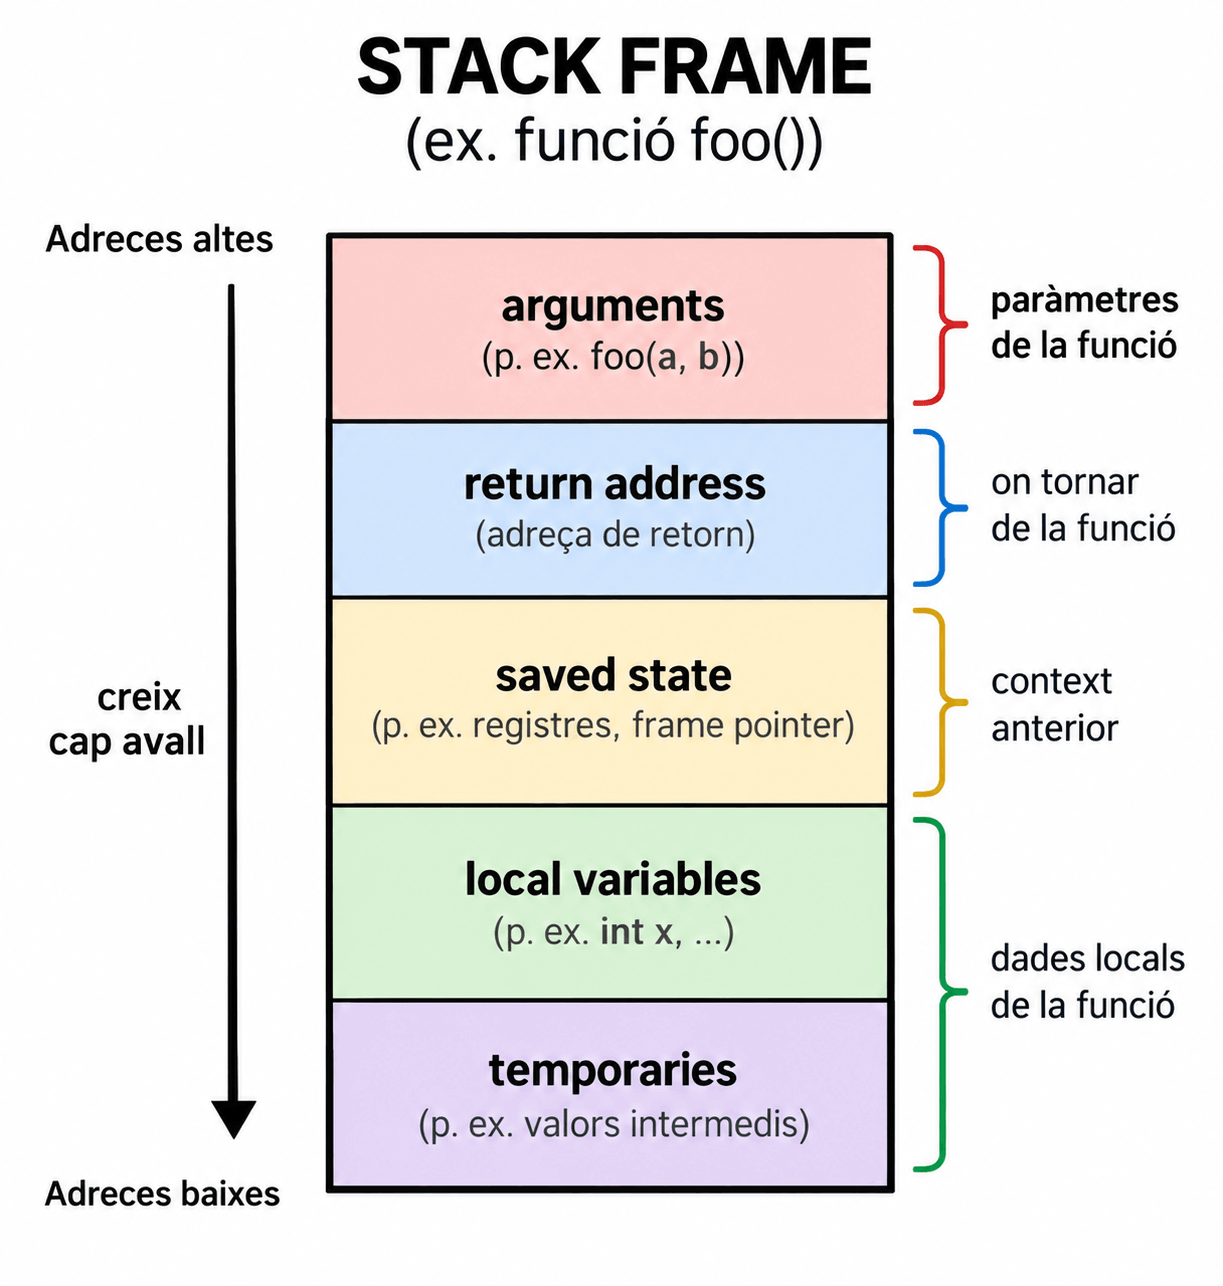 STACK FRAME
(ex. funció foo())
Adreces altes
arguments
(p. ex. foo(a, b))
paràmetres
de la funció
return address
(adreça de retorn)
on tornar
de la funció
creix
cap avall
saved state
(p. ex. registres, frame pointer)
context
anterior
local variables
(p. ex. int x, ...)
dades locals
de la funció
temporaries
(p. ex. valors intermedis)
Adreces baixes